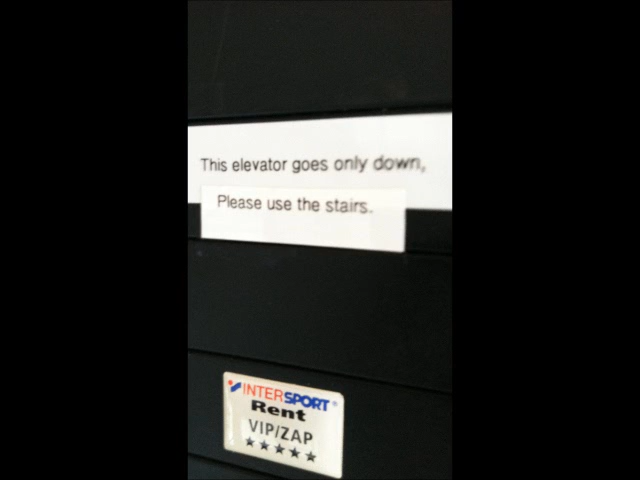 This elevator goes only down,
Please use the stairs.
INTERSPORT
Rent
VIP/ZAP